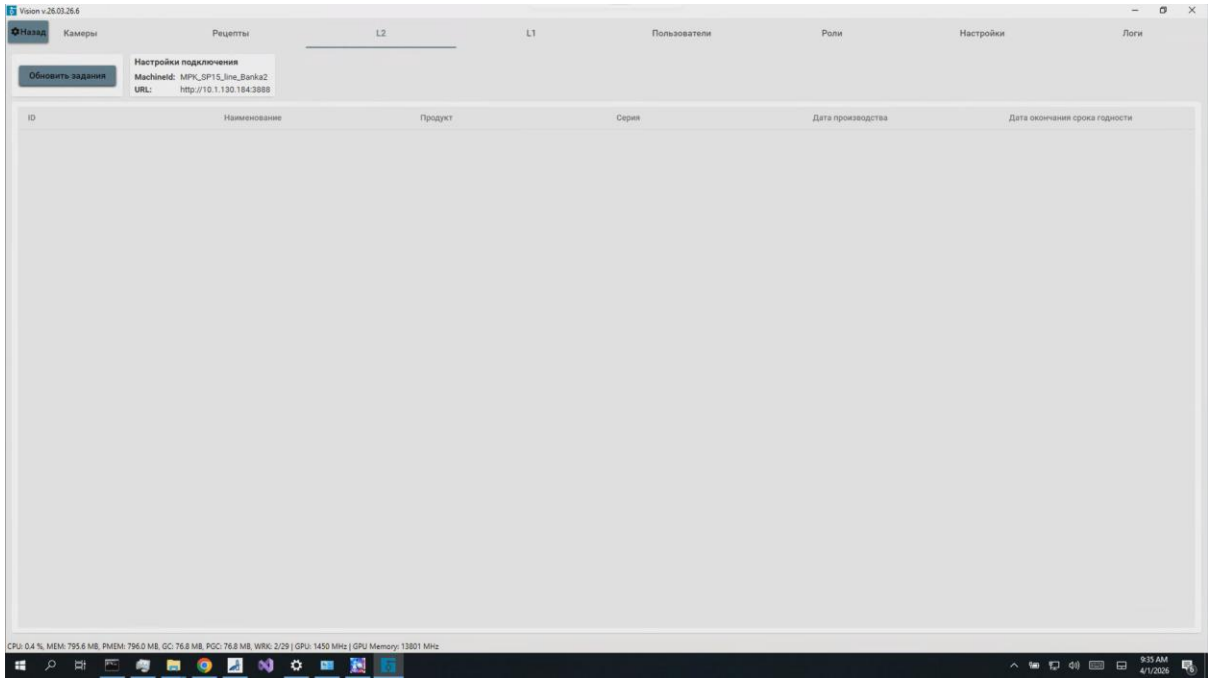 Vision v.26.03.26.6
Назад Камеры Рецепты L2 L1 Пользователи Роли Настройки Логи
Обновить задания
Настройки подключения
MachineId: MPK_SP15_line_Banka2
URL: http://10.1.130.184:3888
ID Наименование Продукт Серия Дата производства Дата окончания срока годности
CPU: 0.4 %, MEM: 795.6 MB, PMEM: 796.0 MB, GC: 76.8 MB, PGC: 76.8 MB, WRK: 2/29 | GPU: 1450 MHz | GPU Memory: 13801 MHz
9:35 AM
4/1/2026